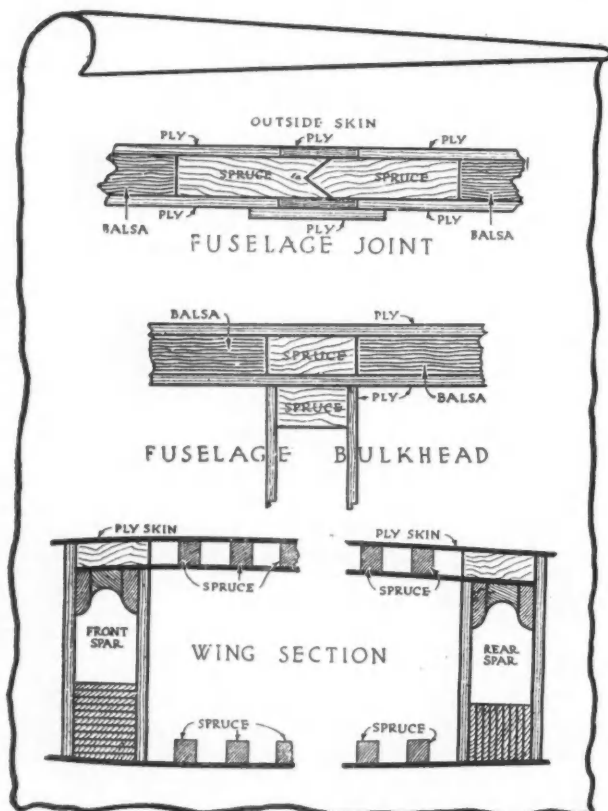 OUTSIDE SKIN
PLY PLY PLY
SPRUCE SPRUCE
BALSA PLY PLY PLY BALSA
FUSELAGE JOINT
BALSA PLY
SPRUCE
SPRUCE PLY BALSA
FUSELAGE BULKHEAD
PLY SKIN PLY SKIN
SPRUCE SPRUCE
FRONT SPAR
WING SECTION
REAR SPAR
SPRUCE SPRUCE